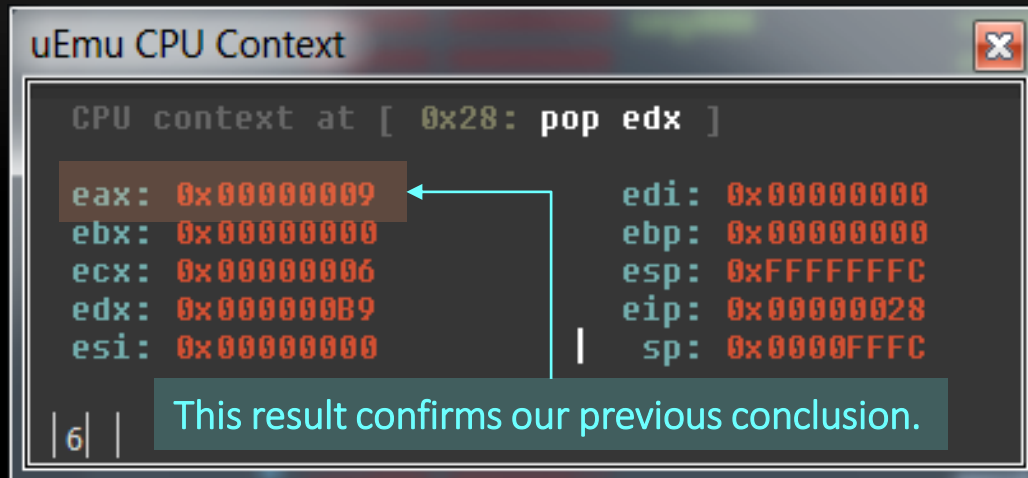 uEmu CPU Context
CPU context at [ 0x28: pop edx ]
eax: 0x00000009 edi: 0x00000000
ebx: 0x00000000 ebp: 0x00000000
ecx: 0x00000006 esp: 0xFFFFFFFC
edx: 0x000000B9 eip: 0x00000028
esi: 0x00000000 sp: 0x0000FFFC
This result confirms our previous conclusion.
|6| |